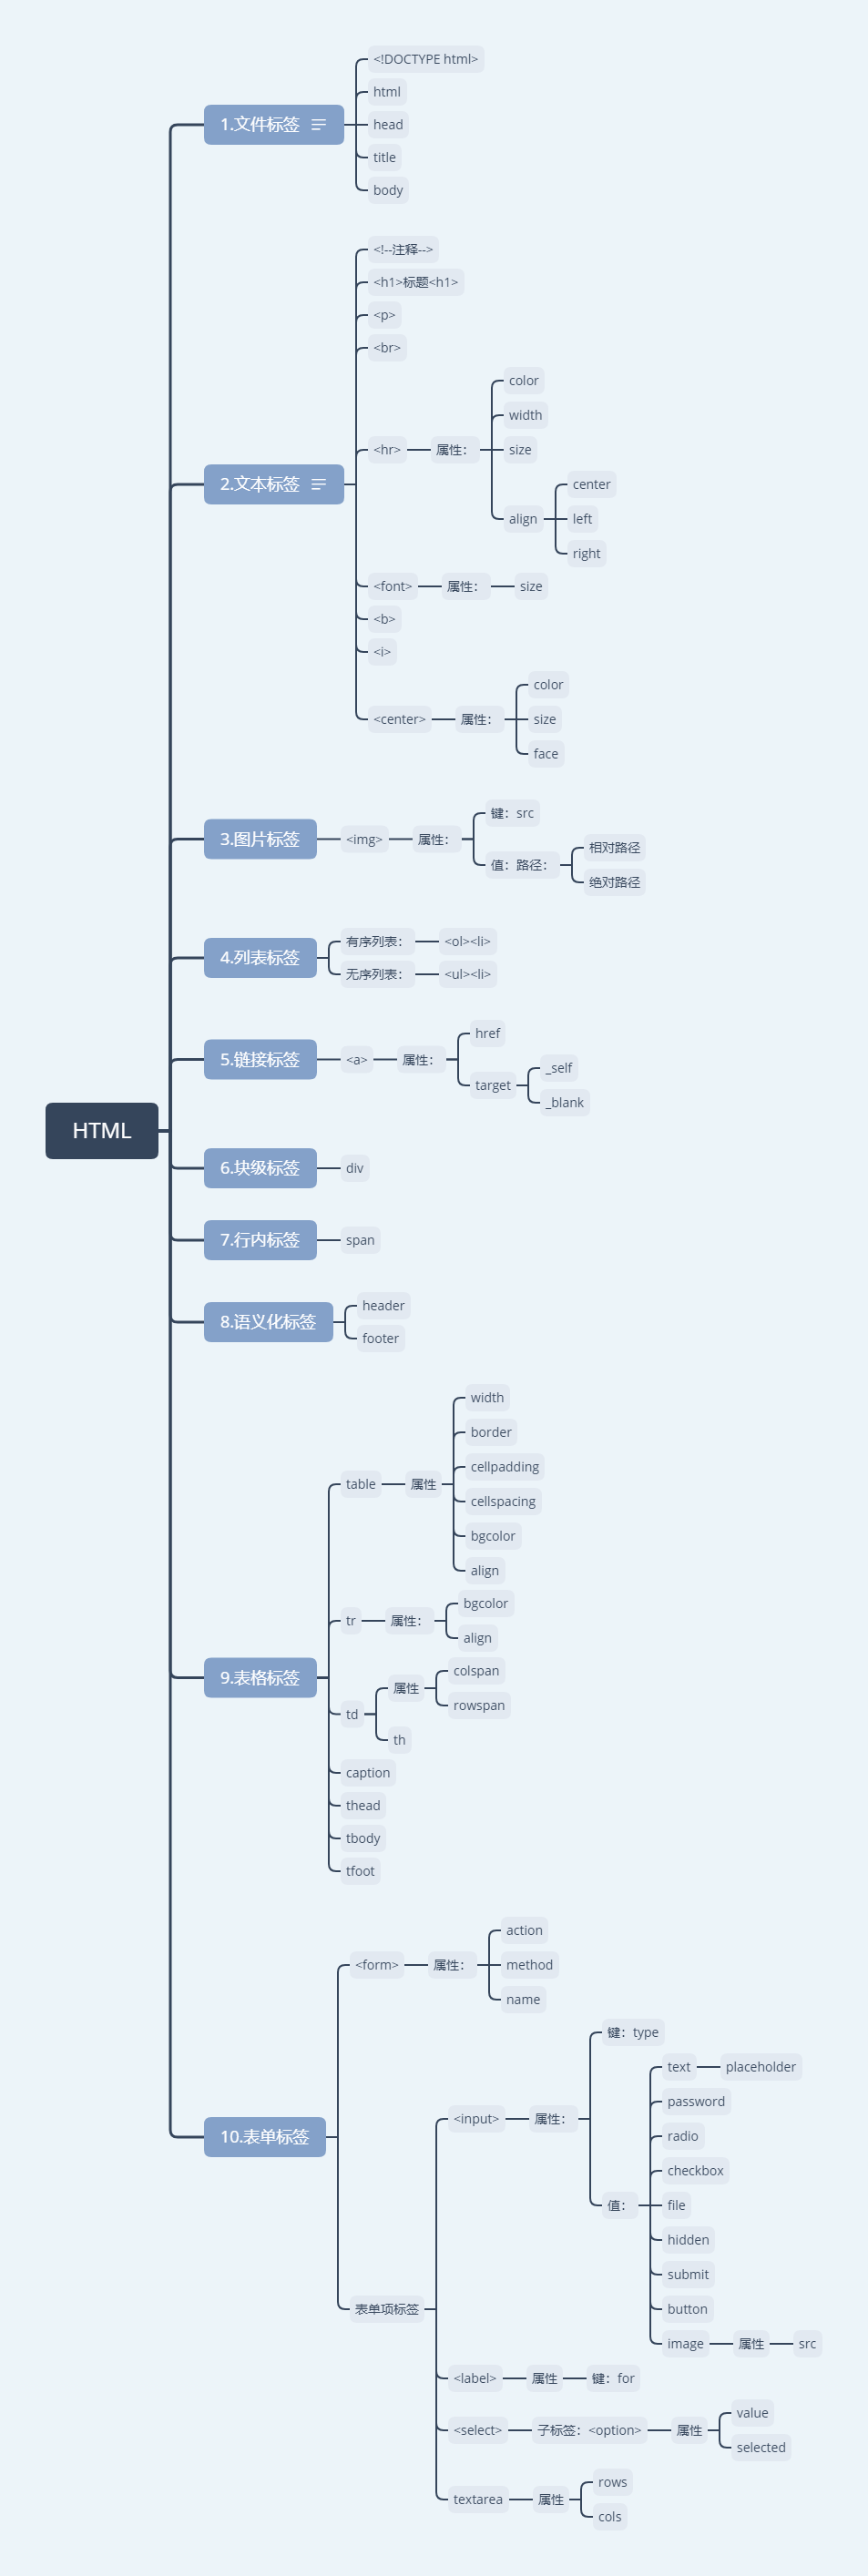 HTML
1.文件标签
<!DOCTYPE html>
html
head
title
body
2.文本标签
<!--注释-->
<h1>标题<h1>
<p>
<br>
<hr>
属性：
color
width
size
align
center
left
right
<font>
属性：
size
<b>
<i>
<center>
属性：
color
size
face
3.图片标签
<img>
属性：
键：src
值：路径：
相对路径
绝对路径
4.列表标签
有序列表：
<ol><li>
无序列表：
<ul><li>
5.链接标签
<a>
属性：
href
target
_self
_blank
6.块级标签
div
7.行内标签
span
8.语义化标签
header
footer
9.表格标签
table
属性
width
border
cellpadding
cellspacing
bgcolor
align
tr
属性：
bgcolor
align
td
属性
colspan
rowspan
th
caption
thead
tbody
tfoot
10.表单标签
<form>
属性：
action
method
name
表单项标签
<input>
属性：
键：type
值：
text
placeholder
password
radio
checkbox
file
hidden
submit
button
image
属性
src
<label>
属性
键：for
<select>
子标签：<option>
属性
value
selected
textarea
属性
rows
cols